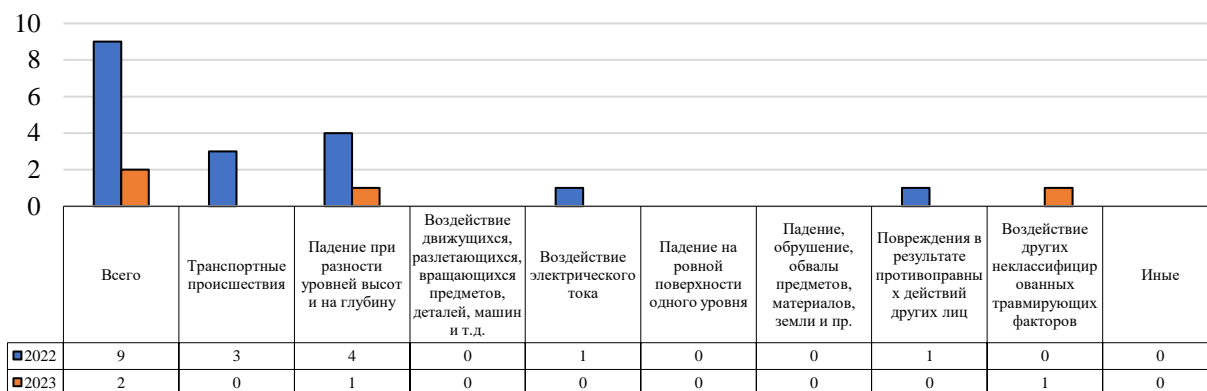 10
8
6
4
2
0
Всего
Транспортные
происшествия
Падение при
разности
уровней высот
и на глубину
Воздействие
движущихся,
разлетающихся,
вращающихся
предметов,
деталей, машин
и т.д.
Воздействие
электрического
тока
Падение на
ровной
поверхности
одного уровня
Падение,
обрушение,
обвалы
предметов,
материалов,
земли и пр.
Повреждения в
результате
противоправны
х действий
других лиц
Воздействие
других
неклассифицир
ованных
травмирующих
факторов
Иные
2022 9 3 4 0 1 0 0 1 0 0
2023 2 0 1 0 0 0 0 0 1 0